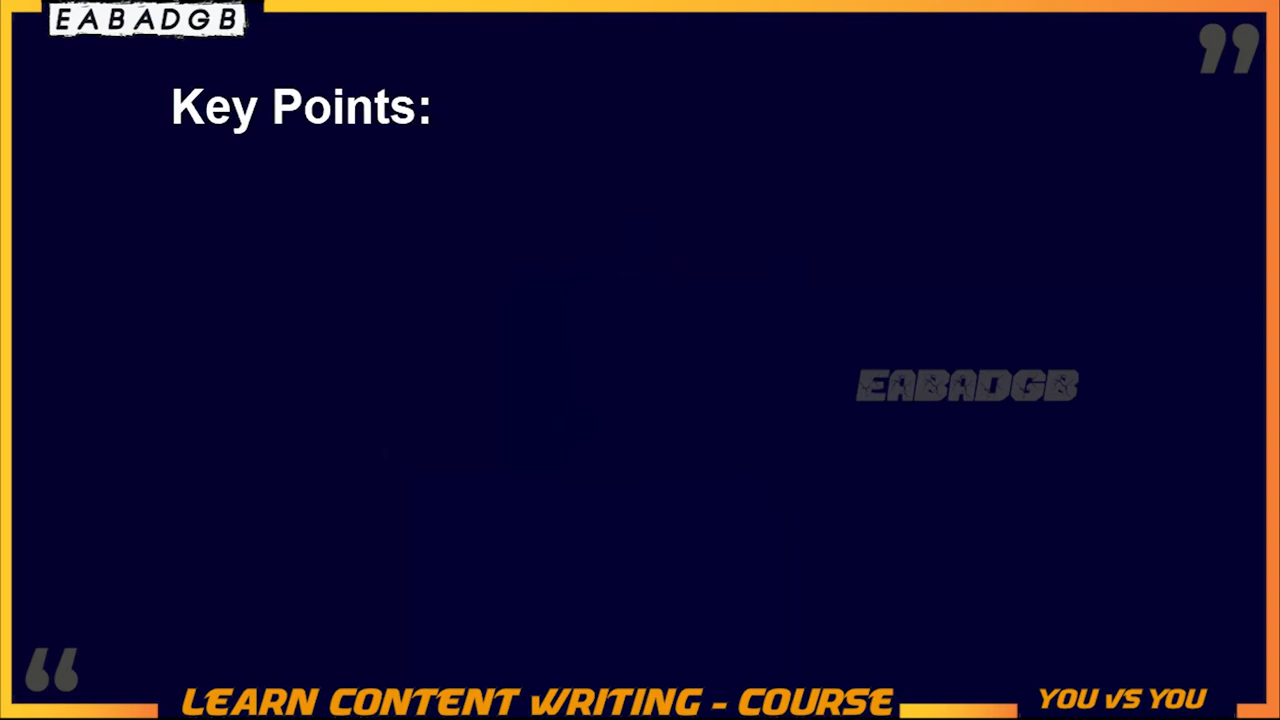 EABADGB
Key Points:
EABADGB
LEARN CONTENT WRITING - COURSE
YOU VS YOU